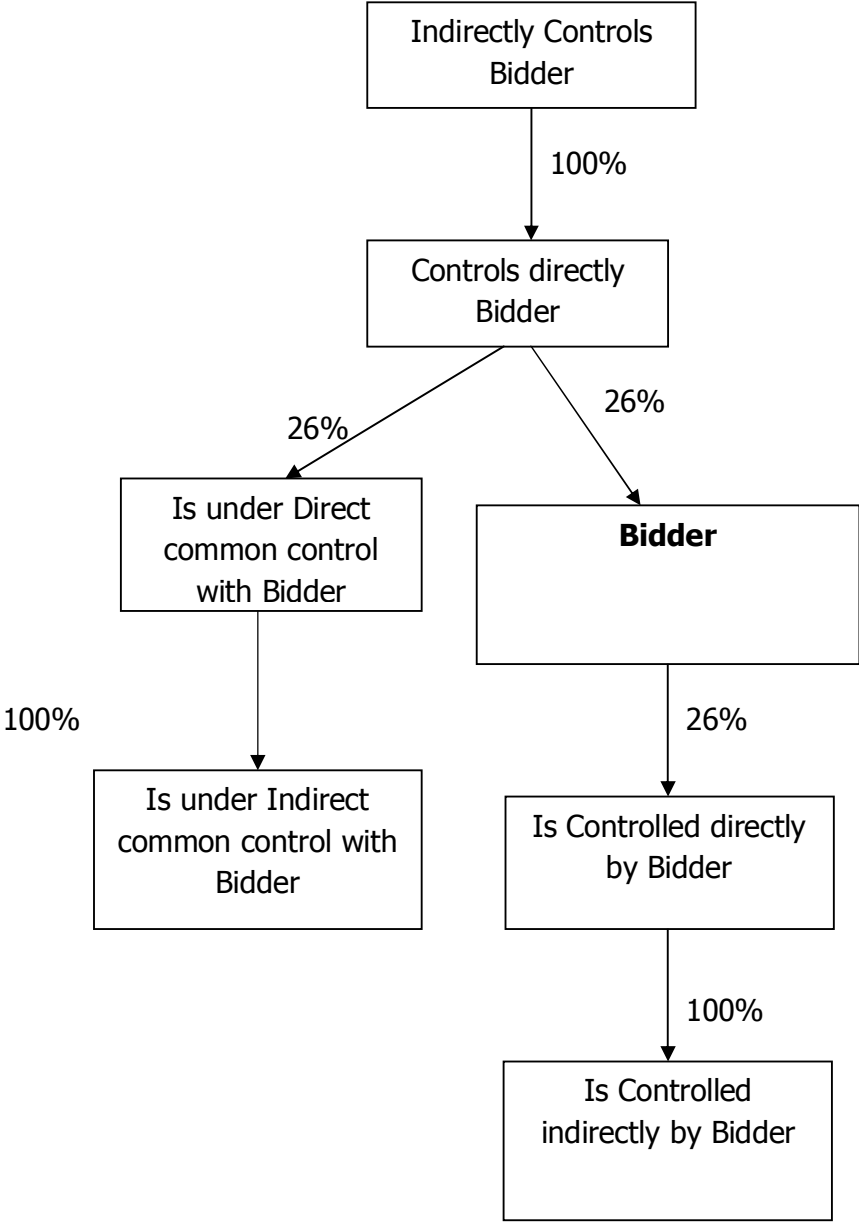 Indirectly Controls
Bidder
100%
Controls directly
Bidder
26%
26%
Is under Direct
common control
with Bidder
Bidder
100%
26%
Is under Indirect
common control with
Bidder
Is Controlled directly
by Bidder
100%
Is Controlled
indirectly by Bidder